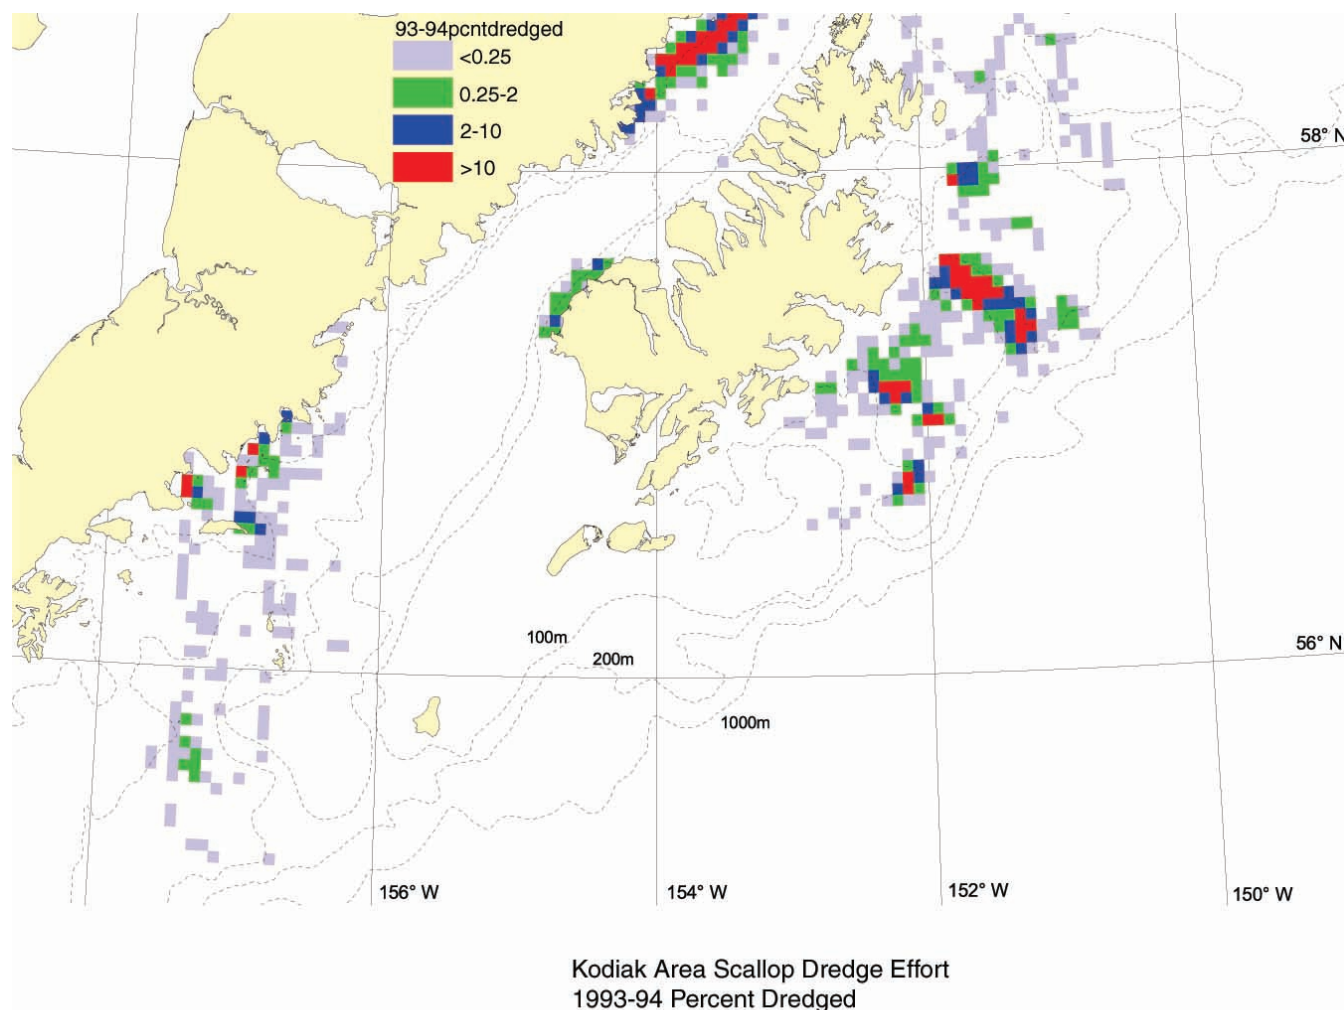 93-94pcntdredged
<0.25
0.25-2
2-10
>10
58° N
100m
200m
56° N
1000m
156° W
154° W
152° W
150° W
Kodiak Area Scallop Dredge Effort
1993-94 Percent Dredged